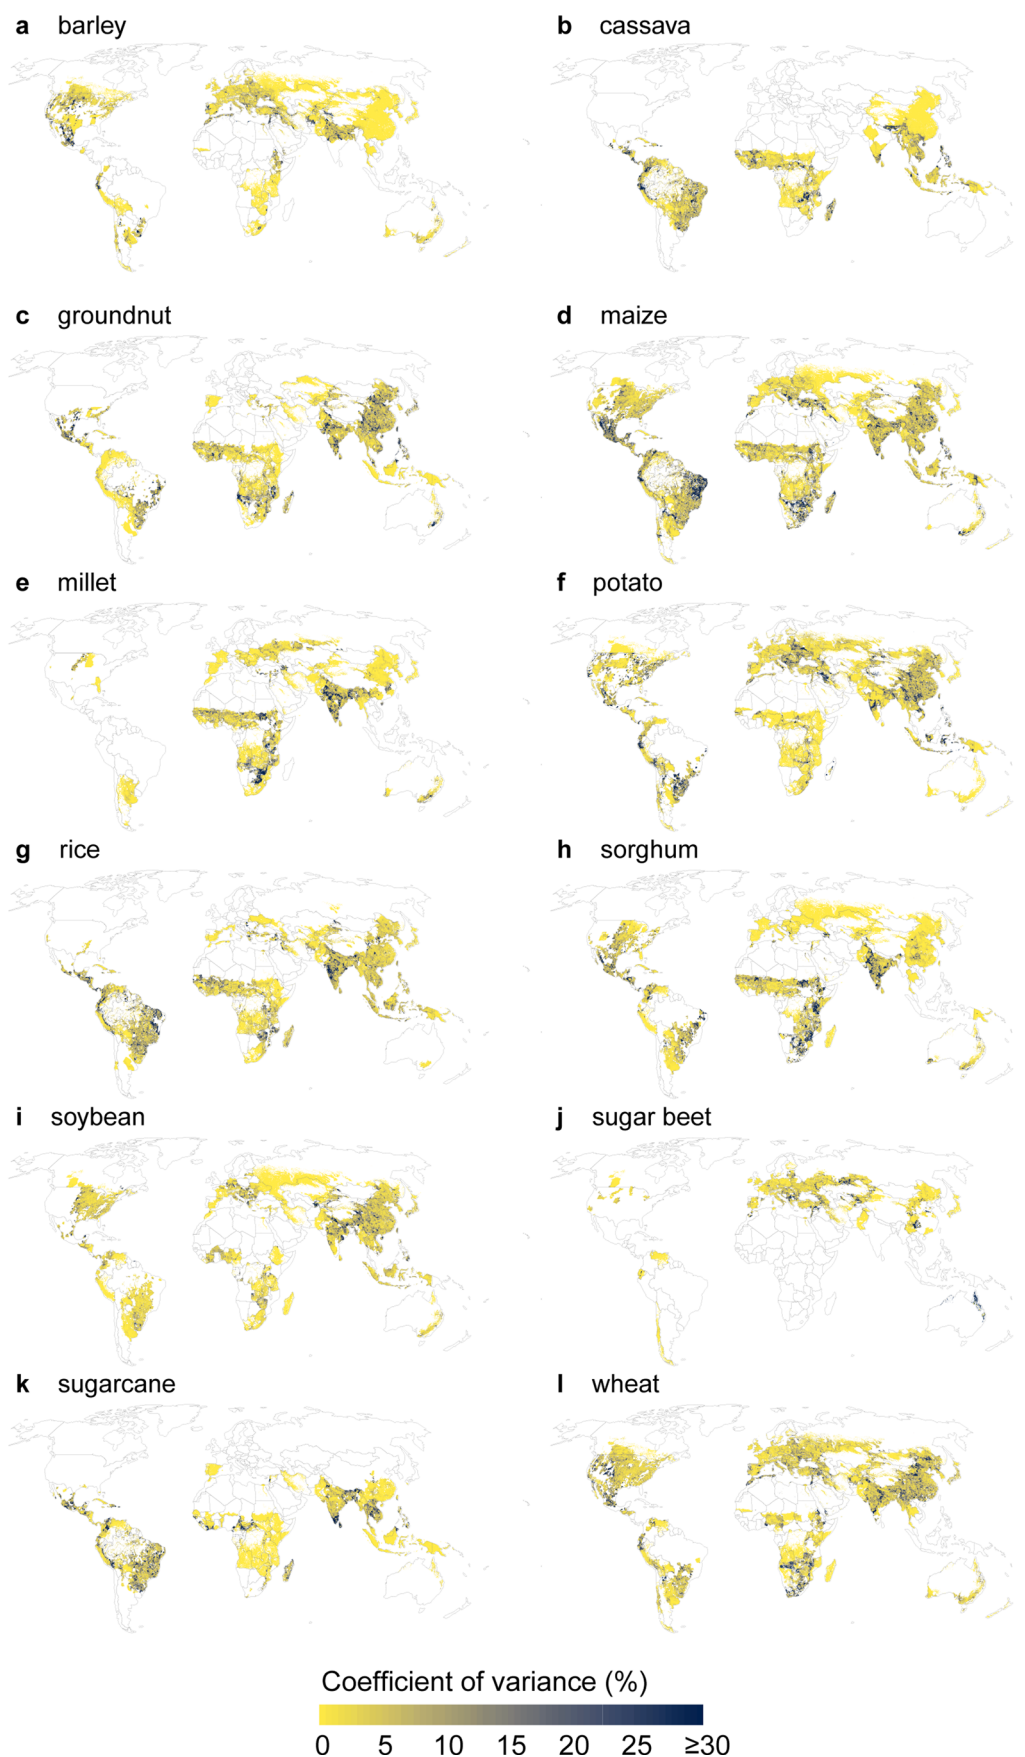 a barley
b cassava
c groundnut
d maize
e millet
f potato
g rice
h sorghum
i soybean
j sugar beet
k sugarcane
l wheat
Coefficient of variance (%)
0 5 10 15 20 25 ≥30